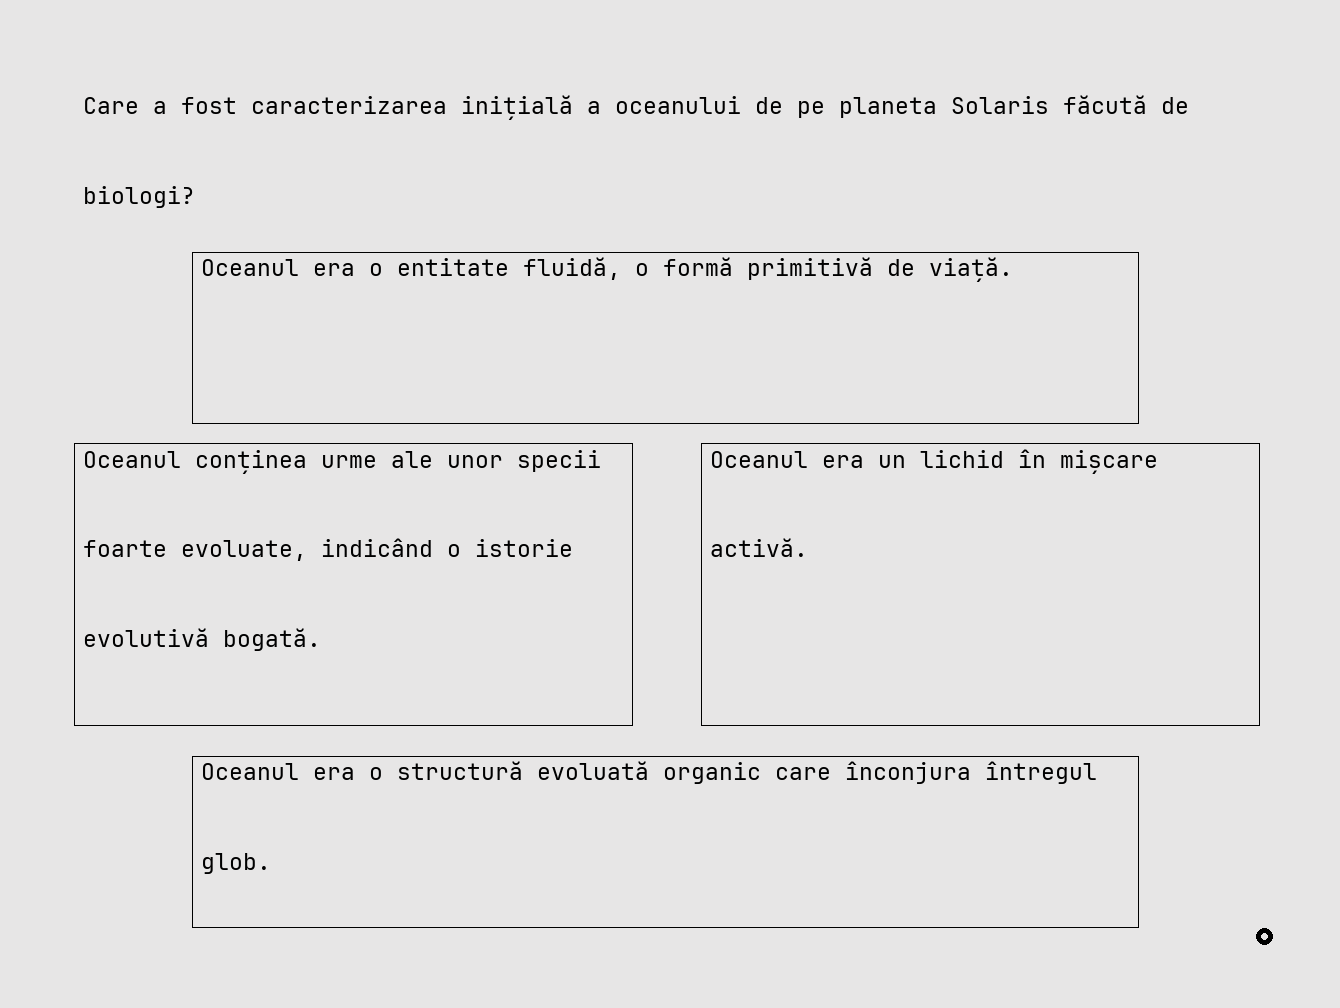 Care a fost caracterizarea inițială a oceanului de pe planeta Solaris făcută de
biologi?
Oceanul era o entitate fluidă, o formă primitivă de viață.
Oceanul conținea urme ale unor specii
foarte evoluate, indicând o istorie
evolutivă bogată.
Oceanul era un lichid în mișcare
activă.
Oceanul era o structură evoluată organic care înconjura întregul
glob.